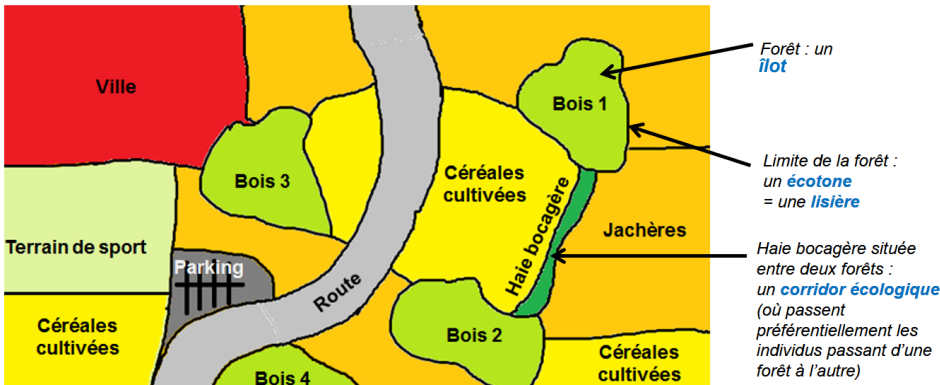 Ville
Bois 3
Terrain de sport
Parking
Céréales
cultivées
Route
Bois 4
Céréales
cultivées
Bois 1
Haie bocagère
Jachères
Bois 2
Céréales
cultivées
Forêt : un
îlot
Limite de la forêt :
un écotone
= une lisière
Haie bocagère située
entre deux forêts :
un corridor écologique
(où passent
préférentiellement les
individus passant d’une
forêt à l’autre)